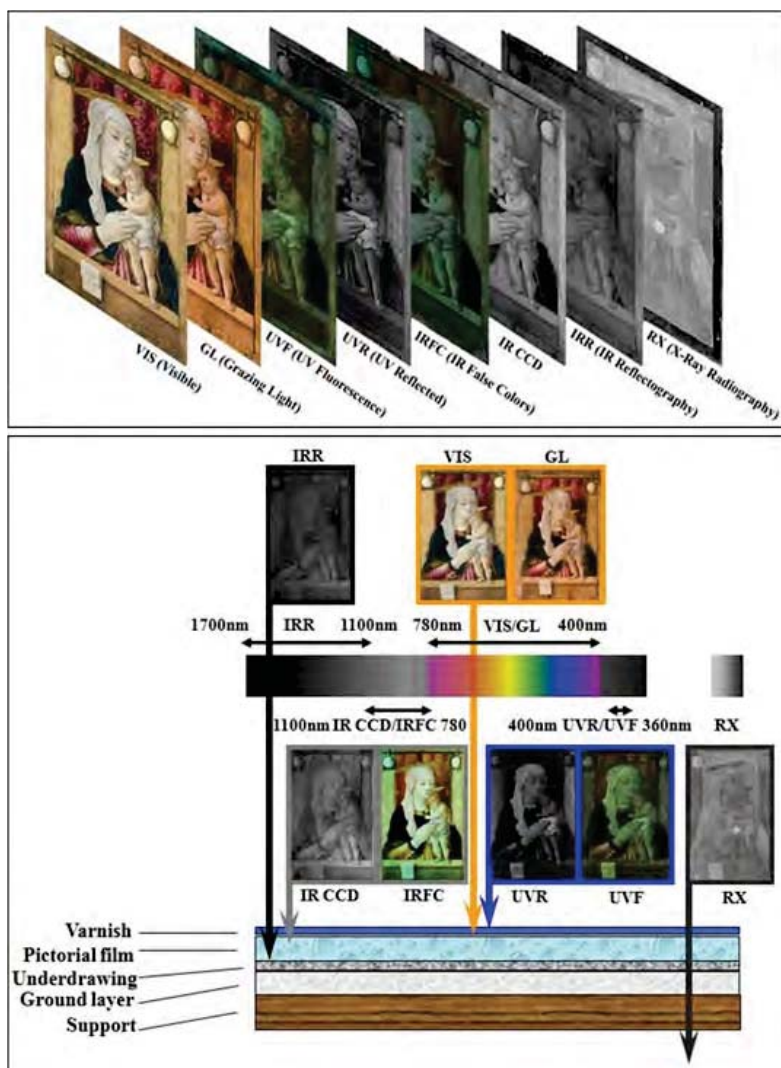 VIS (Visible)
GL (Grazing Light)
UVF (UV Fluorescence)
UVR (UV Reflected)
IRFC (IR False Colors)
IR CCD
IRR (IR Reflectography)
RX (X-Ray Radiography)
IRR
VIS GL
1700nm IRR 1100nm 780nm VIS/GL 400nm
1100nm IR CCD/IRFC 780 400nm UVR/UVF 360nm RX
IR CCD IRFC UVR UVF RX
Varnish
Pictorial film
Underdrawing
Ground layer
Support